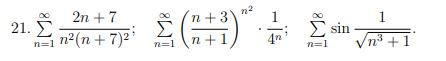 21. $\sum_{n=1}^{\infty} \frac{2n+7}{n^2(n+7)^2}$; $\sum_{n=1}^{\infty} \left(\frac{n+3}{n+1}\right)^{n^2} \cdot \frac{1}{4^n}$; $\sum_{n=1}^{\infty} \sin \frac{1}{\sqrt{n^3+1}}$.